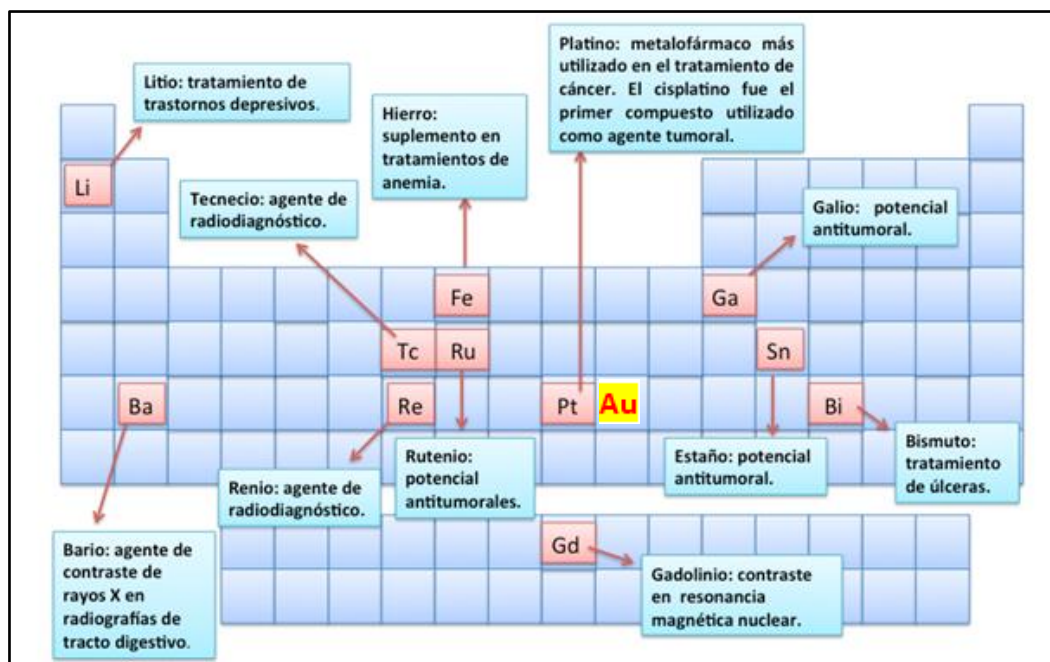 Platino: metalofármaco más
utilizado en el tratamiento de
cáncer. El cisplatino fue el
primer compuesto utilizado
como agente tumoral.
Litio: tratamiento de
trastornos depresivos.
Hierro:
suplemento en
tratamientos de
anemia.
Li
Tecnecio: agente de
radiodiagnóstico.
Galio: potencial
antitumoral.
Fe
Ga
Tc
Ru
Sn
Ba
Re
Pt
Au
Bi
Rutenio:
potencial
antitumorales.
Estaño: potencial
antitumoral.
Bismuto:
tratamiento
de úlceras.
Renio: agente de
radiodiagnóstico.
Bario: agente de
contraste de
rayos X en
radiografías de
tracto digestivo.
Gd
Gadolinio: contraste
en resonancia
magnética nuclear.